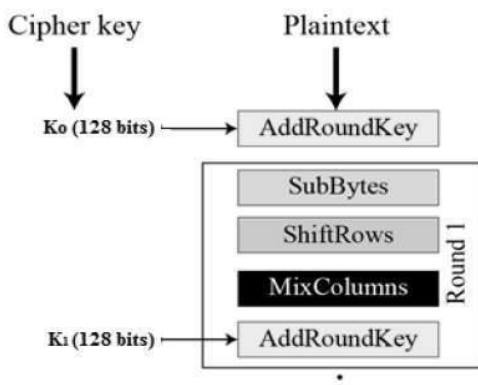 Cipher key Plaintext
K₀ (128 bits) AddRoundKey
SubBytes
ShiftRows
Round 1
MixColumns
K₁ (128 bits) AddRoundKey